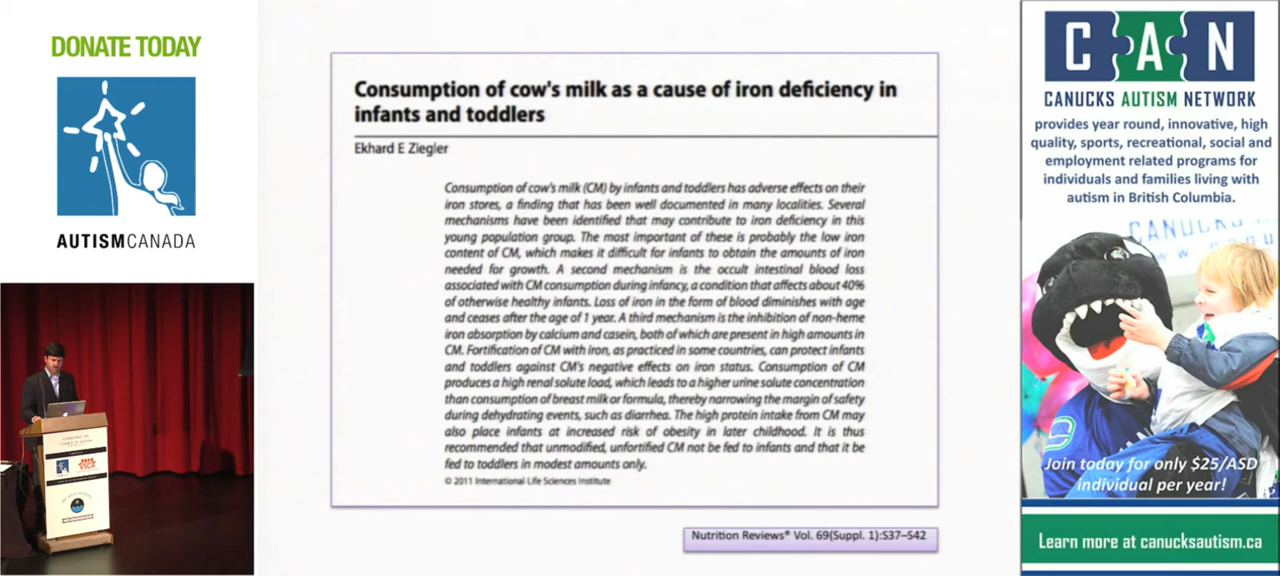 DONATE TODAY
AUTISMCANADA
Consumption of cow's milk as a cause of iron deficiency in
infants and toddlers
Ekhard E Ziegler
Consumption of cow's milk (CM) by infants and toddlers has adverse effects on their
iron stores, a finding that has been well documented in many localities. Several
mechanisms have been identified that may contribute to iron deficiency in this
young population group. The most important of these is probably the low iron
content of CM, which makes it difficult for infants to obtain the amounts of iron
needed for growth. A second mechanism is the occult intestinal blood loss
associated with CM consumption during infancy, a condition that affects about 40%
of otherwise healthy infants. Loss of iron in the form of blood diminishes with age
and ceases after the age of 1 year. A third mechanism is the inhibition of non-heme
iron absorption by calcium and casein, both of which are present in high amounts in
CM. Fortification of CM with iron, as practiced in some countries, can protect infants
and toddlers against CM's negative effects on iron status. Consumption of CM
produces a high renal solute load, which leads to a higher urine solute concentration
than consumption of breast milk or formula, thereby narrowing the margin of safety
during dehydrating events, such as diarrhea. The high protein intake from CM may
also place infants at increased risk of obesity in later childhood. It is thus
recommended that unmodified, unfortified CM not be fed to infants and that it be
fed to toddlers in modest amounts only.
© 2011 International Life Sciences Institute
Nutrition Reviews® Vol. 69(Suppl. 1):S37–S42
CAN
CANUCKS AUTISM NETWORK
provides year round, innovative, high
quality, sports, recreational, social and
employment related programs for
individuals and families living with
autism in British Columbia.
Join today for only $25/ASD
individual per year!
Learn more at canucksautism.ca